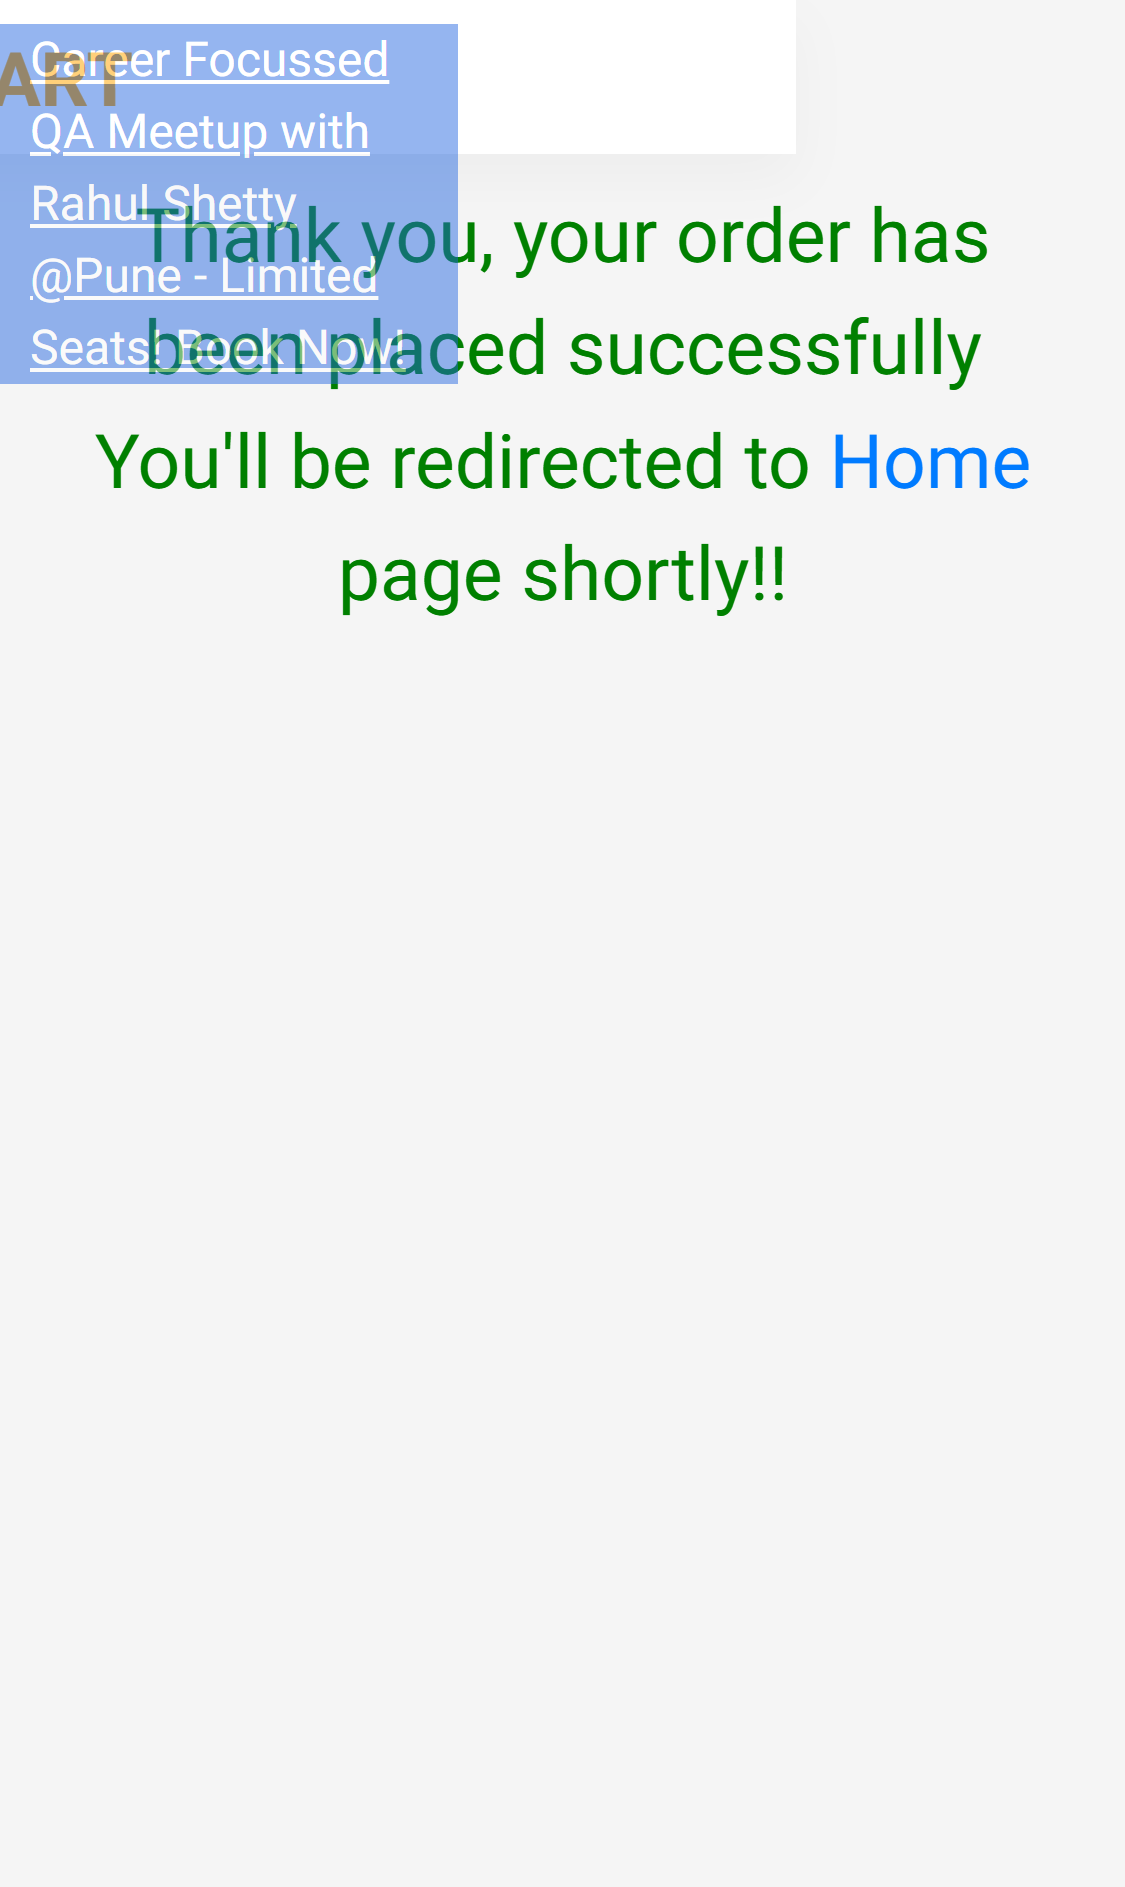 ART
Career Focussed
QA Meetup with
Rahul Shetty
@Pune - Limited
Seats! Book Now!
Thank you, your order has
been placed successfully
You'll be redirected to Home
page shortly!!